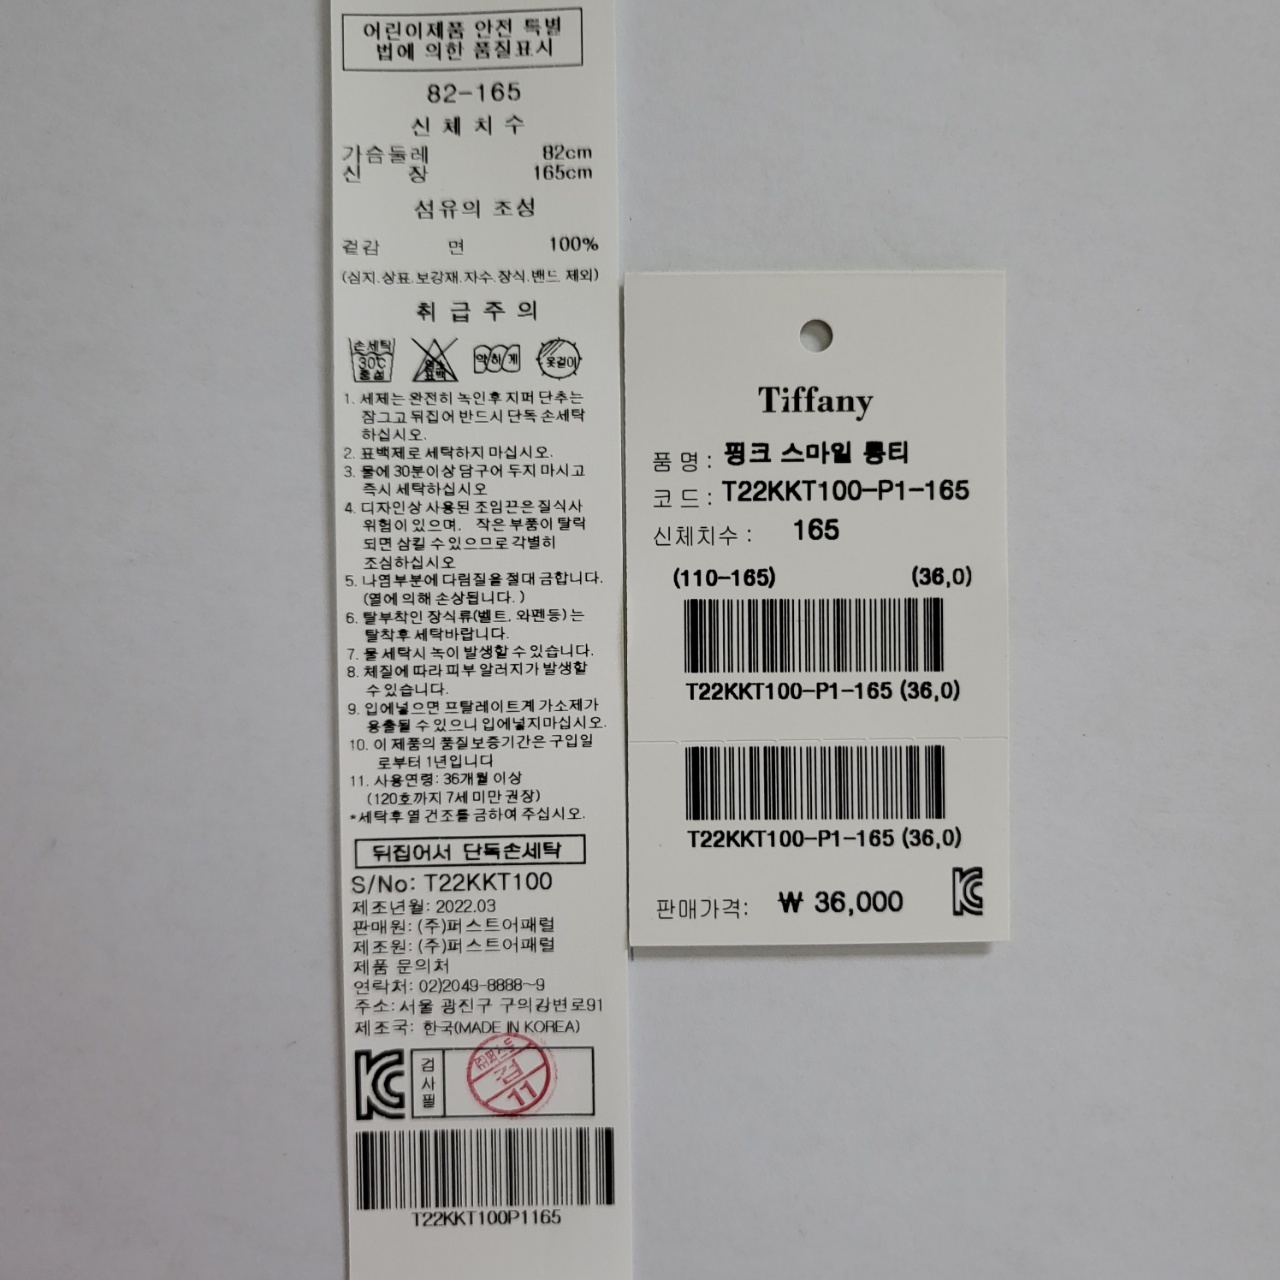 어린이제품 안전 특별
법에 의한 품질표시
82-165
신 체 치 수
가슴둘레 82cm
신 장 165cm
섬유의 조성
겉감 면 100%
(심지.상표.보강재.자수.장식.밴드 제외)
취 급 주 의
손세탁
30℃
중성
염소
표백
약하게
옷걸이
1. 세제는 완전히 녹인후 지퍼 단추는
잠그고 뒤집어 반드시 단독 손세탁
하십시오.
2. 표백제로 세탁하지 마십시오.
3. 물에 30분이상 담구어 두지 마시고
즉시 세탁하십시오
4. 디자인상 사용된 조임끈은 질식사
위험이 있으며, 작은 부품이 탈락
되면 삼킬 수 있으므로 각별히
조심하십시오
5. 나염부분에 다림질을 절대 금합니다.
(열에 의해 손상됩니다.)
6. 탈부착인 장식류(벨트, 와펜등)는
탈착후 세탁바랍니다.
7. 물 세탁시 녹이 발생할 수 있습니다.
8. 체질에 따라 피부 알러지가 발생할
수 있습니다.
9. 입에넣으면 프탈레이트계 가소제가
용출될 수 있으니 입에넣지마십시오.
10. 이 제품의 품질보증기간은 구입일
로부터 1년입니다
11. 사용연령: 36개월 이상
(120호까지 7세 미만 권장)
*세탁후 열 건조를 금하여 주십시오.
뒤집어서 단독손세탁
S/No: T22KKT100
제조년월: 2022.03
판매원: (주)퍼스트어패럴
제조원: (주)퍼스트어패럴
제품 문의처
연락처: 02)2049-8888~9
주소: 서울 광진구 구의강변로91
제조국: 한국(MADE IN KOREA)
KC
검사필
검
11
T22KKT100P1165
Tiffany
품 명 : 핑크 스마일 롱티
코 드 : T22KKT100-P1-165
신체치수 : 165
(110-165) (36,0)
T22KKT100-P1-165 (36,0)
T22KKT100-P1-165 (36,0)
판매가격: ₩ 36,000
KC